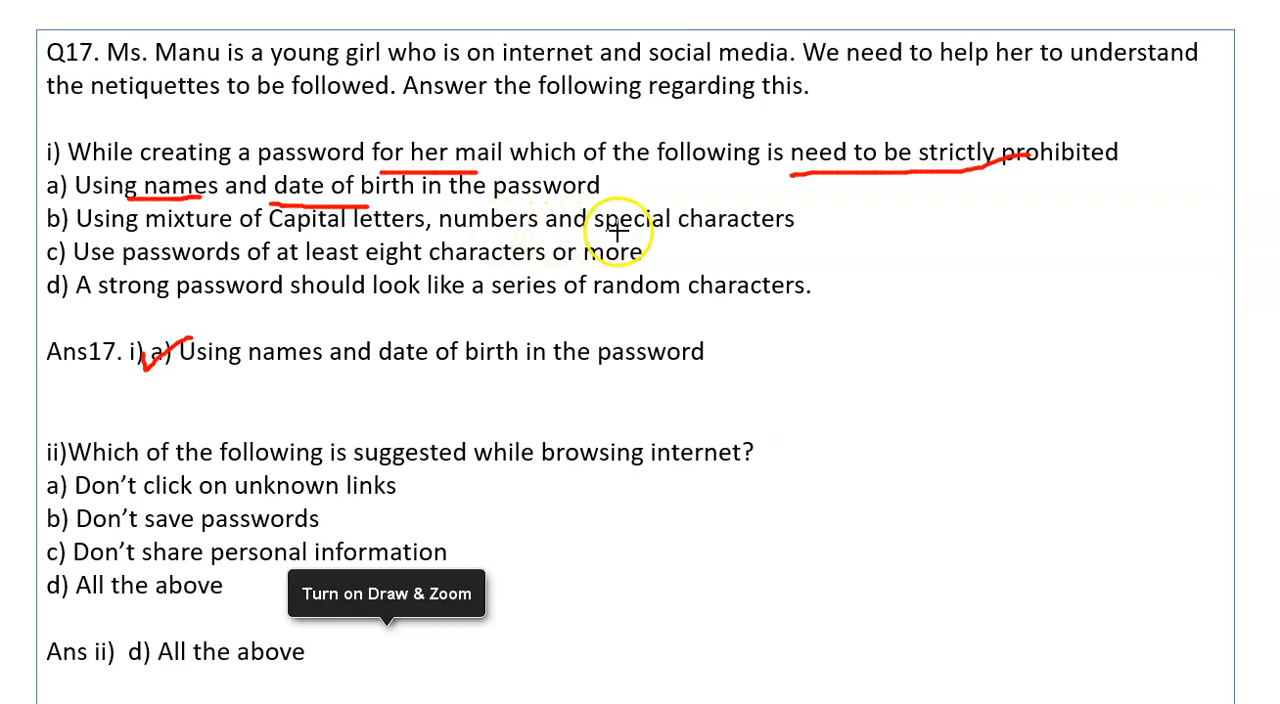 Q17. Ms. Manu is a young girl who is on internet and social media. We need to help her to understand
the netiquettes to be followed. Answer the following regarding this.
i) While creating a password for her mail which of the following is need to be strictly prohibited
a) Using names and date of birth in the password
b) Using mixture of Capital letters, numbers and special characters
c) Use passwords of at least eight characters or more
d) A strong password should look like a series of random characters.
Ans17. i) a) Using names and date of birth in the password
ii)Which of the following is suggested while browsing internet?
a) Don’t click on unknown links
b) Don’t save passwords
c) Don’t share personal information
d) All the above
Turn on Draw & Zoom
Ans ii)  d) All the above